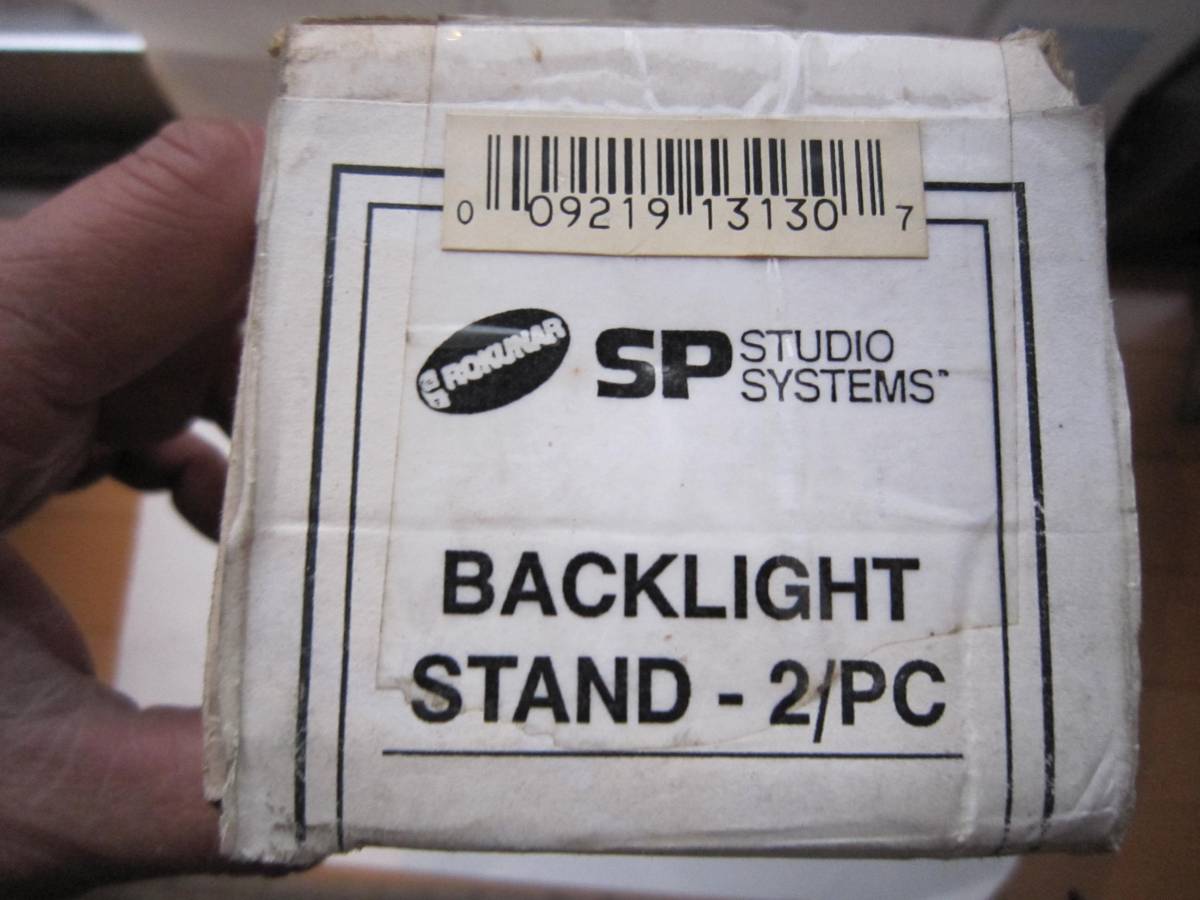 0 09219 13130 7
ROKUNAR
SP STUDIO
SYSTEMS™
BACKLIGHT
STAND - 2/PC